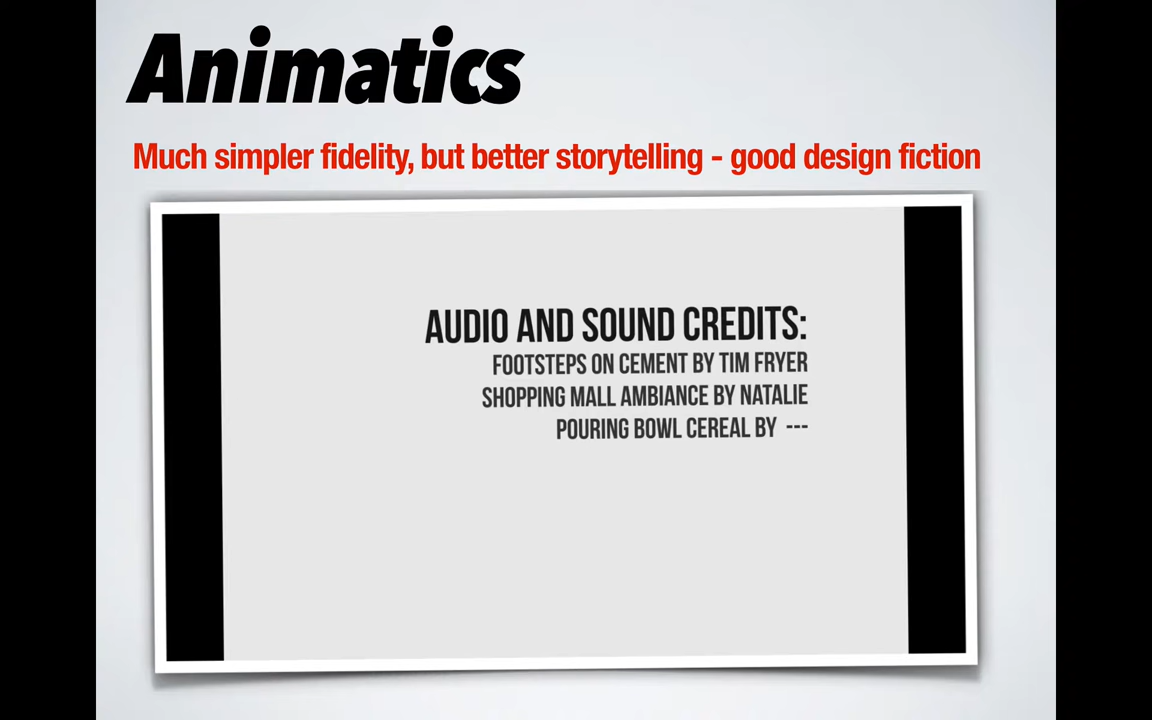 Animatics
Much simpler fidelity, but better storytelling - good design fiction
AUDIO AND SOUND CREDITS:
FOOTSTEPS ON CEMENT BY TIM FRYER
SHOPPING MALL AMBIANCE BY NATALIE
POURING BOWL CEREAL BY ---